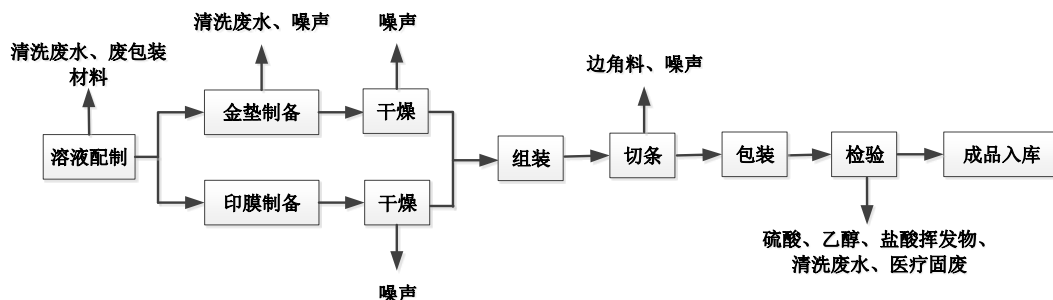 清洗废水、噪声
噪声
清洗废水、废包装
材料
边角料、噪声
金垫制备
干燥
溶液配制
组装
切条
包装
检验
成品入库
印膜制备
干燥
硫酸、乙醇、盐酸挥发物、
清洗废水、医疗固废
噪声